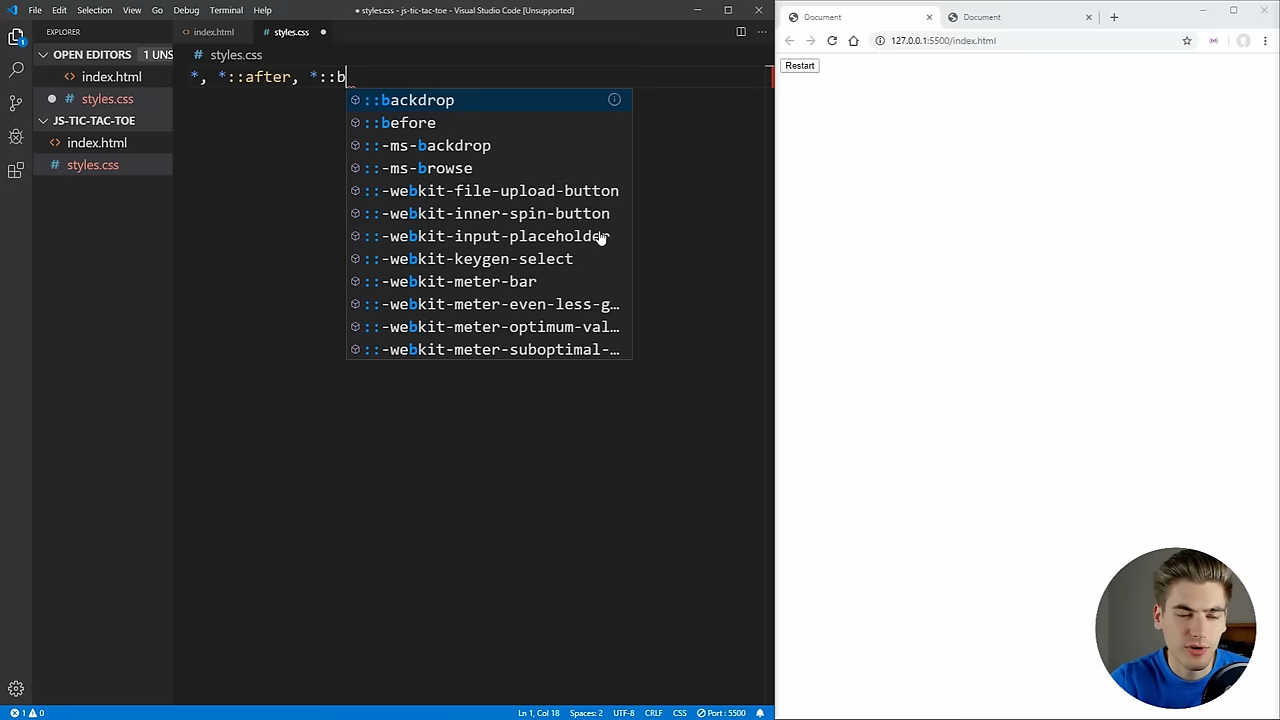 File Edit Selection View Go Debug Terminal Help
● styles.css - js-tic-tac-toe - Visual Studio Code [Unsupported]
EXPLORER
OPEN EDITORS 1 UNS
<> index.html
# styles.css
JS-TIC-TAC-TOE
<> index.html
# styles.css
1
<> index.html # styles.css
# styles.css
*, *::after, *::b
::backdrop
::before
::-ms-backdrop
::-ms-browse
::-webkit-file-upload-button
::-webkit-inner-spin-button
::-webkit-input-placeholder
::-webkit-keygen-select
::-webkit-meter-bar
::-webkit-meter-even-less-g…
::-webkit-meter-optimum-val…
::-webkit-meter-suboptimal-…
1 0 Ln 1, Col 18 Spaces: 2 UTF-8 CRLF CSS Port : 5500
Document Document
127.0.0.1:5500/index.html
Restart